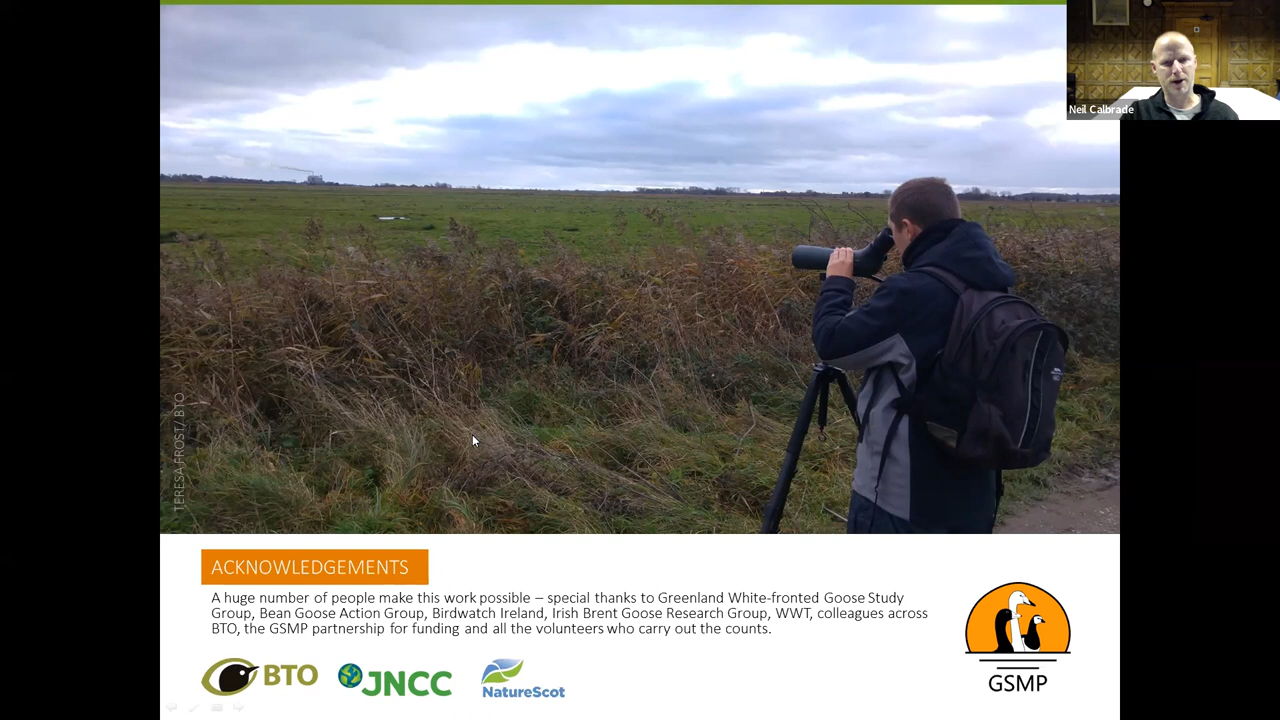 Neil Calbrade
TERESA FROST/ BTO
ACKNOWLEDGEMENTS
A huge number of people make this work possible – special thanks to Greenland White-fronted Goose Study
Group, Bean Goose Action Group, Birdwatch Ireland, Irish Brent Goose Research Group, WWT, colleagues across
BTO, the GSMP partnership for funding and all the volunteers who carry out the counts.
BTO
JNCC
NatureScot
GSMP